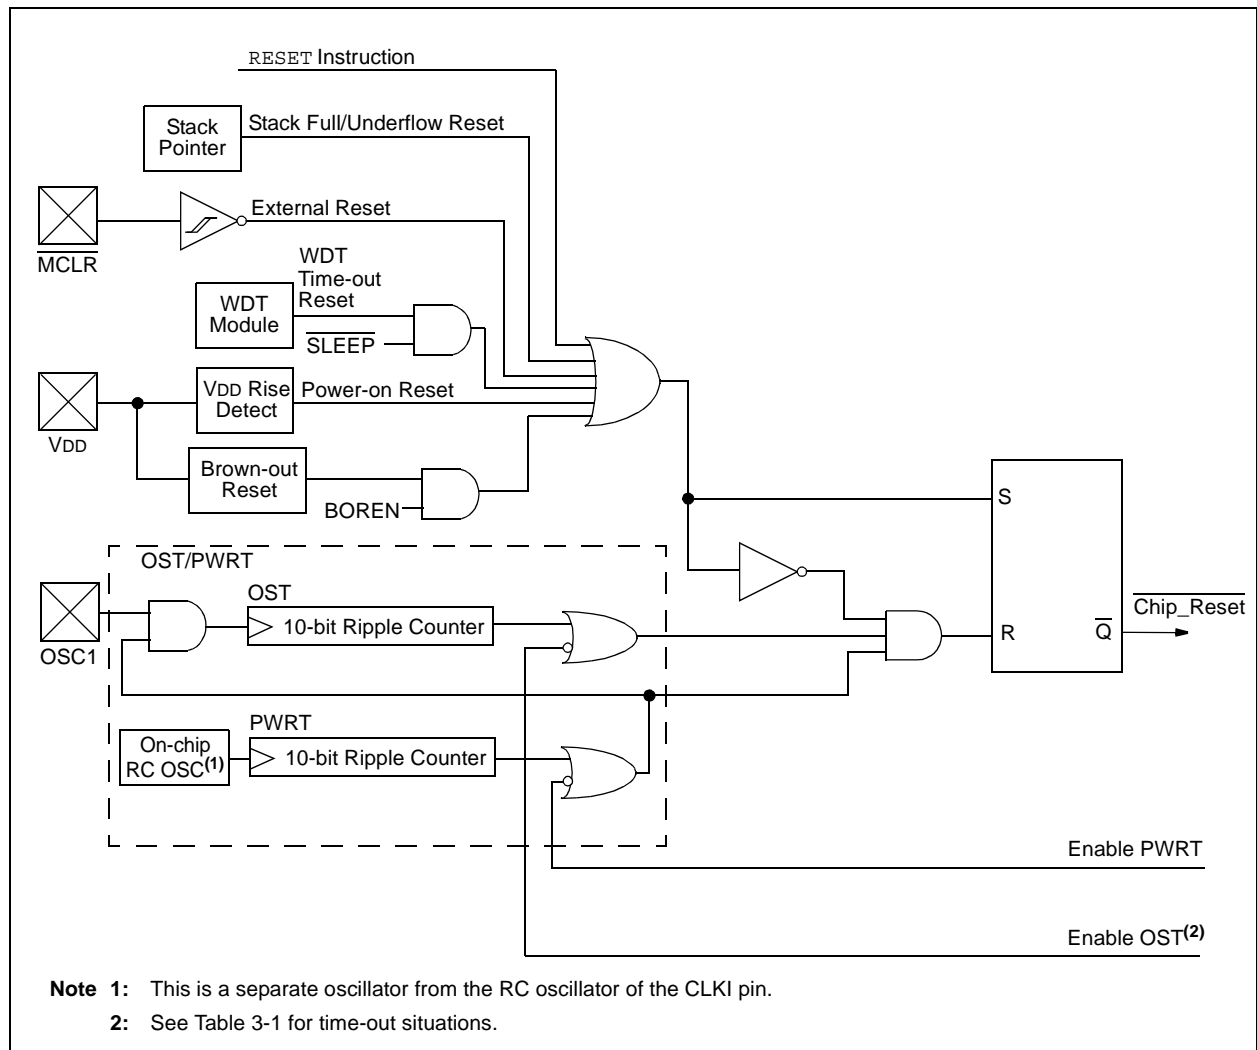 RESET Instruction
Stack
Pointer
Stack Full/Underflow Reset
External Reset
MCLR
WDT
Time-out
Reset
WDT
Module
SLEEP
VDD Rise
Detect
Power-on Reset
VDD
Brown-out
Reset
BOREN
S
OST/PWRT
OST
10-bit Ripple Counter
OSC1
R
Q
Chip_Reset
PWRT
On-chip
RC OSC(1)
10-bit Ripple Counter
Enable PWRT
Enable OST(2)
Note 1: This is a separate oscillator from the RC oscillator of the CLKI pin.
2: See Table 3-1 for time-out situations.